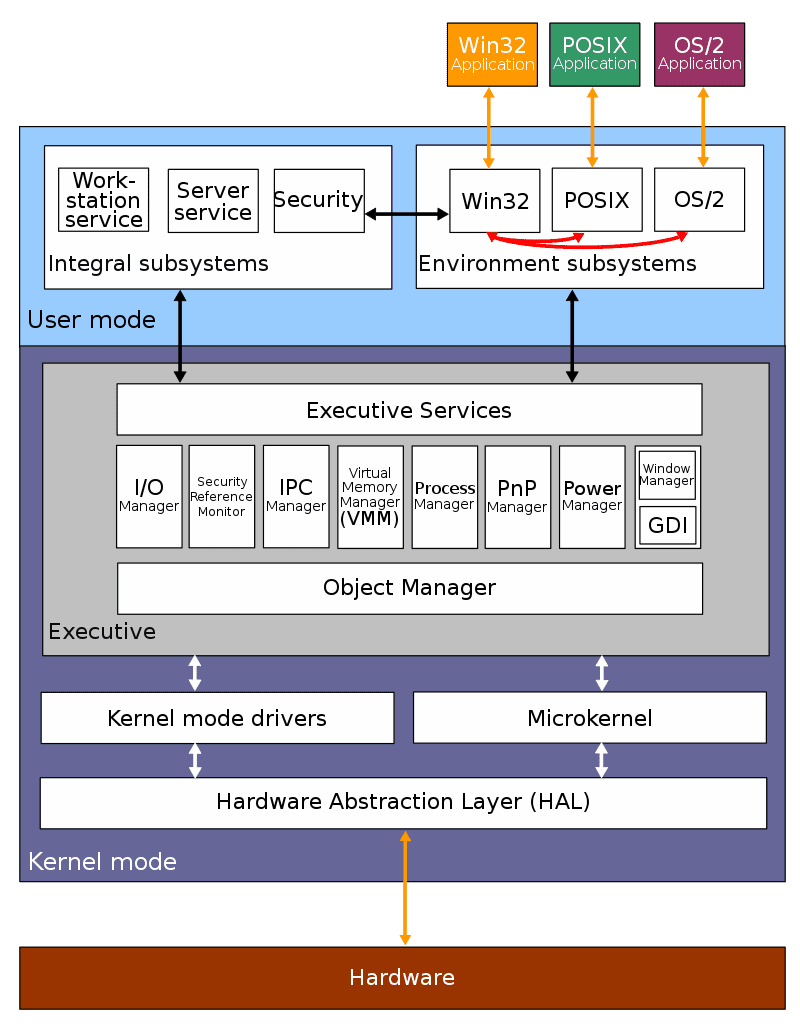 Win32
Application
POSIX
Application
OS/2
Application
Work-
station
service
Server
service
Security
Integral subsystems
Win32
POSIX
OS/2
Environment subsystems
User mode
Executive Services
I/O
Manager
Security
Reference
Monitor
IPC
Manager
Virtual
Memory
Manager
(VMM)
Process
Manager
PnP
Manager
Power
Manager
Window
Manager
GDI
Object Manager
Executive
Kernel mode drivers
Microkernel
Hardware Abstraction Layer (HAL)
Kernel mode
Hardware